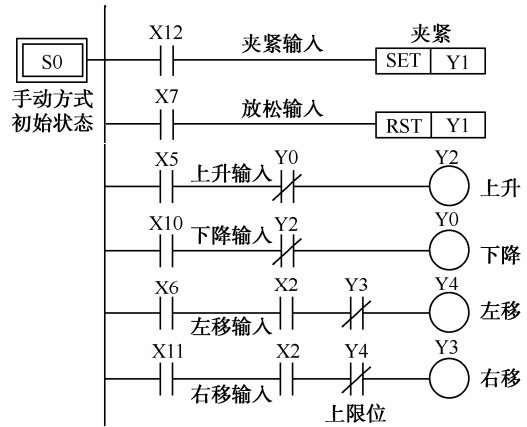 X12 夹紧输入 夹紧
S0 SET Y1
手动方式
初始状态
X7 放松输入
RST Y1
X5 上升输入 Y0 Y2 上升
X10 下降输入 Y2 Y0 下降
X6 左移输入 X2 Y3 Y4 左移
X11 右移输入 X2 Y4 Y3 右移
上限位